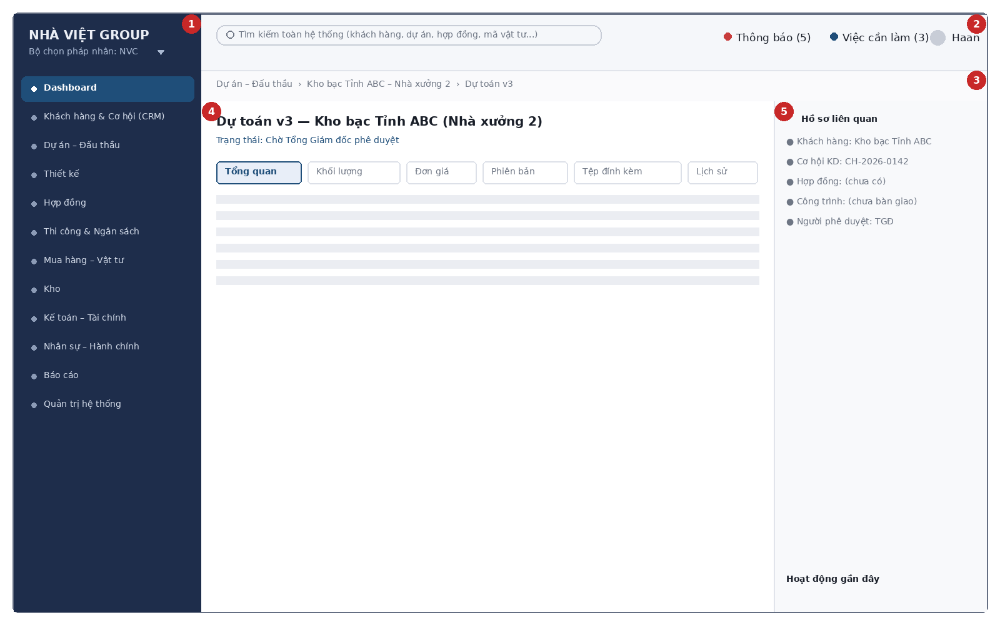 NHÀ VIỆT GROUP
Bộ chọn pháp nhân: NVC
1
Dashboard
Khách hàng & Cơ hội (CRM)
Dự án – Đấu thầu
Thiết kế
Hợp đồng
Thi công & Ngân sách
Mua hàng – Vật tư
Kho
Kế toán – Tài chính
Nhân sự – Hành chính
Báo cáo
Quản trị hệ thống
Tìm kiếm toàn hệ thống (khách hàng, dự án, hợp đồng, mã vật tư...)
Thông báo (5)
Việc cần làm (3)
Haan
2
Dự án – Đấu thầu › Kho bạc Tỉnh ABC – Nhà xưởng 2 › Dự toán v3
3
4
Dự toán v3 — Kho bạc Tỉnh ABC (Nhà xưởng 2)
Trạng thái: Chờ Tổng Giám đốc phê duyệt
Tổng quan
Khối lượng
Đơn giá
Phiên bản
Tệp đính kèm
Lịch sử
5
Hồ sơ liên quan
● Khách hàng: Kho bạc Tỉnh ABC
● Cơ hội KD: CH-2026-0142
● Hợp đồng: (chưa có)
● Công trình: (chưa bàn giao)
● Người phê duyệt: TGĐ
Hoạt động gần đây